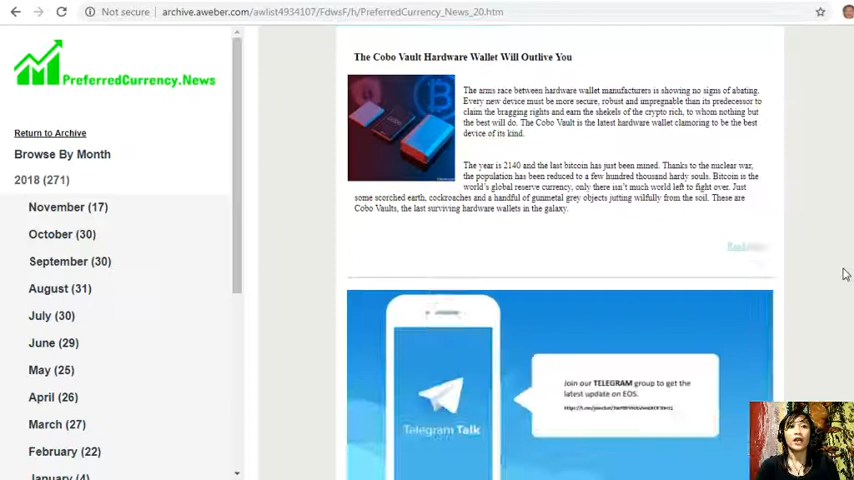 Not secure | archive.aweber.com/awlist4934107/FdwsF/h/PreferredCurrency_News_20.htm
PreferredCurrency.News
Return to Archive
Browse By Month
2018 (271)
November (17)
October (30)
September (30)
August (31)
July (30)
June (29)
May (25)
April (26)
March (27)
February (22)
January (4)
The Cobo Vault Hardware Wallet Will Outlive You
The arms race between hardware wallet manufacturers is showing no signs of abating.
Every new device must be more secure, robust and impregnable than its predecessor to
claim the bragging rights and earn the shekels of the crypto rich, to whom nothing but
the best will do. The Cobo Vault is the latest hardware wallet clamoring to be the best
device of its kind.
The year is 2140 and the last bitcoin has just been mined. Thanks to the nuclear war,
the population has been reduced to a few hundred thousand hardy souls. Bitcoin is the
world's global reserve currency, only there isn't much world left to fight over. Just
some scorched earth, cockroaches and a handful of gunmetal grey objects jutting wilfully from the soil. These are
Cobo Vaults, the last surviving hardware wallets in the galaxy.
Read
Join our TELEGRAM group to get the
latest update on EOS.
Telegram Talk